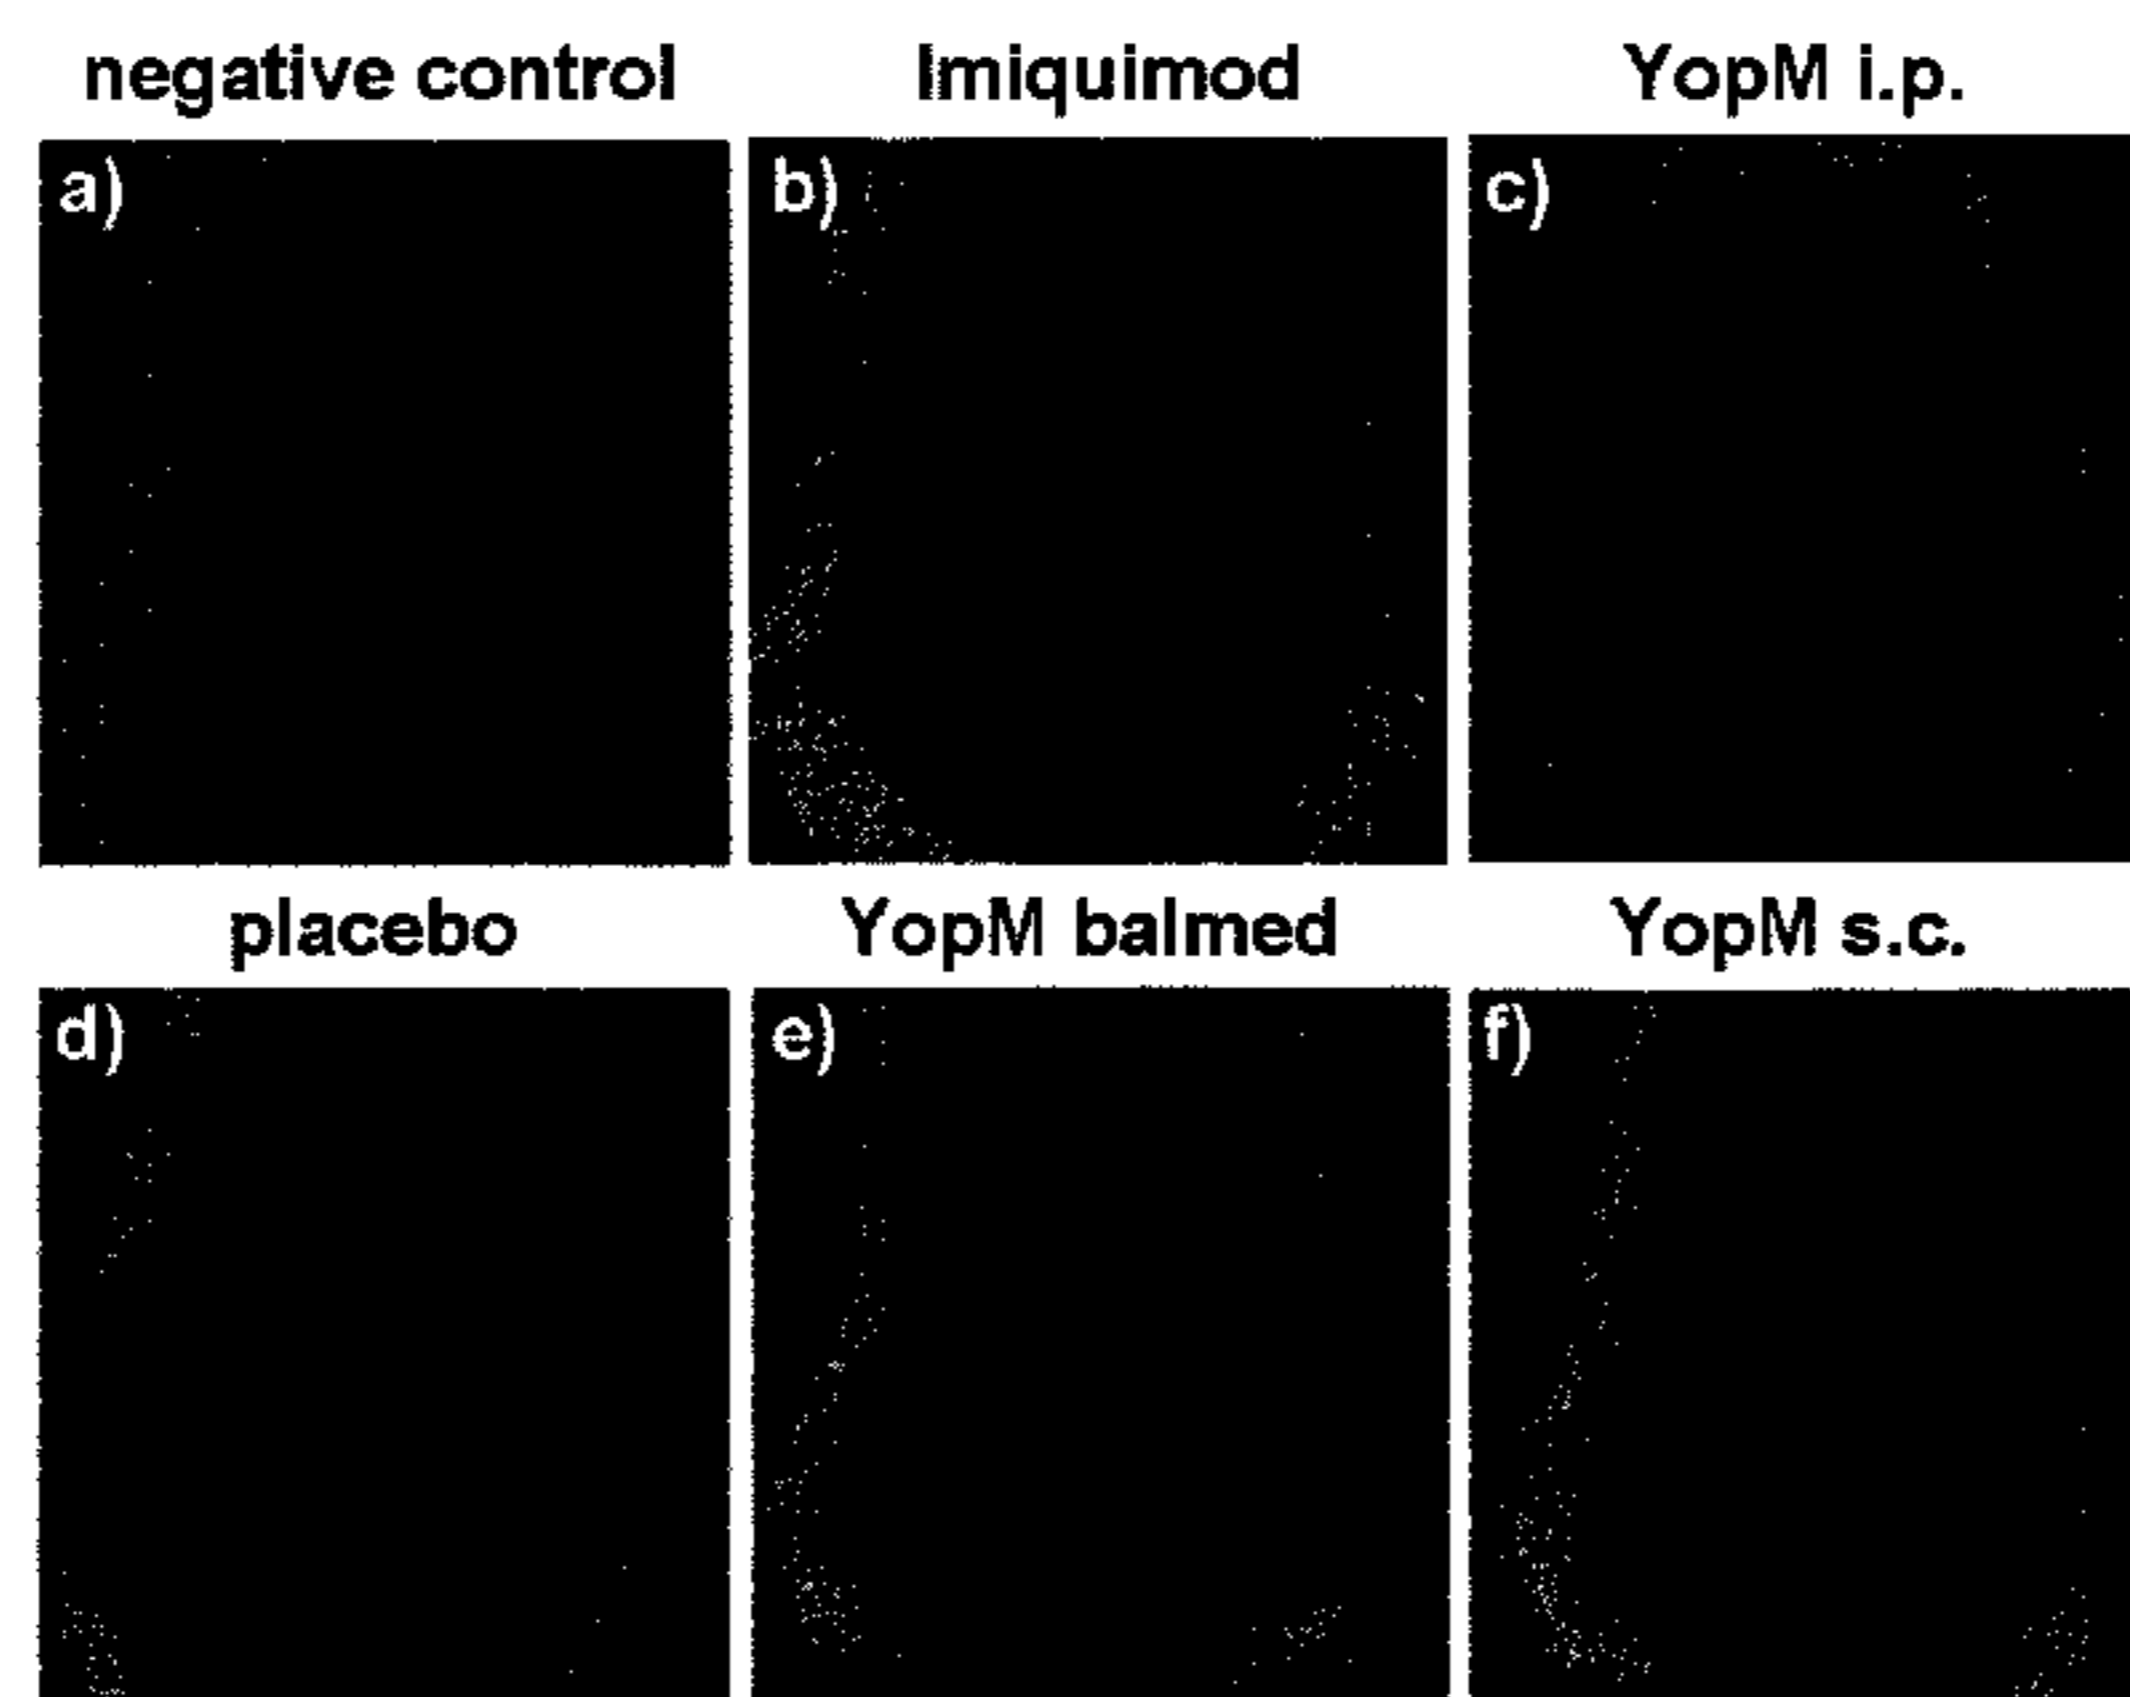 negative control Imiquimod YopM i.p.
a) b) c)
placebo YopM balmed YopM s.c.
d) e) f)